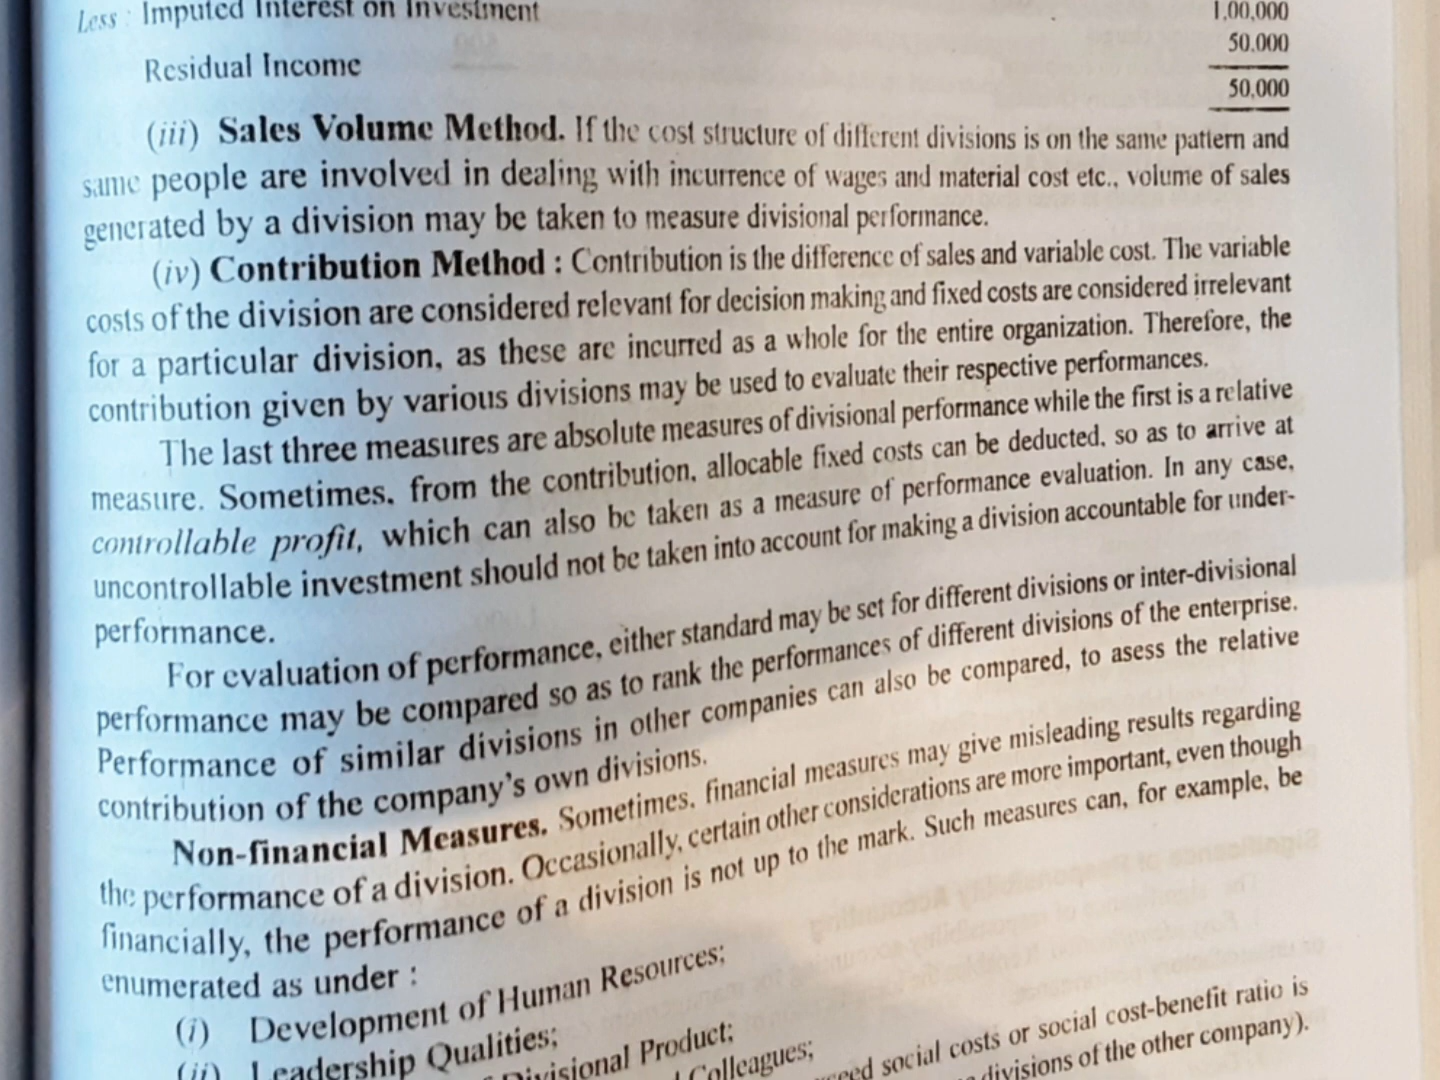 Less : Imputed Interest on Investment 1,00,000
50.000
Residual Income
50,000
(iii) Sales Volume Method. If the cost structure of different divisions is on the same pattern and
same people are involved in dealing with incurrence of wages and material cost etc., volume of sales
generated by a division may be taken to measure divisional performance.
(iv) Contribution Method : Contribution is the difference of sales and variable cost. The variable
costs of the division are considered relevant for decision making and fixed costs are considered irrelevant
for a particular division, as these are incurred as a whole for the entire organization. Therefore, the
contribution given by various divisions may be used to evaluate their respective performances.
The last three measures are absolute measures of divisional performance while the first is a relative
measure. Sometimes, from the contribution, allocable fixed costs can be deducted, so as to arrive at
controllable profit, which can also be taken as a measure of performance evaluation. In any case,
uncontrollable investment should not be taken into account for making a division accountable for under-
performance.
For evaluation of performance, either standard may be set for different divisions or inter-divisional
performance may be compared so as to rank the performances of different divisions of the enterprise.
Performance of similar divisions in other companies can also be compared, to asess the relative
contribution of the company's own divisions.
Non-financial Measures. Sometimes, financial measures may give misleading results regarding
the performance of a division. Occasionally, certain other considerations are more important, even though
financially, the performance of a division is not up to the mark. Such measures can, for example, be
enumerated as under :
(i) Development of Human Resources;
(ii) Leadership Qualities;
Divisional Product;
Colleagues;
social costs or social cost-benefit ratio is
divisions of the other company).